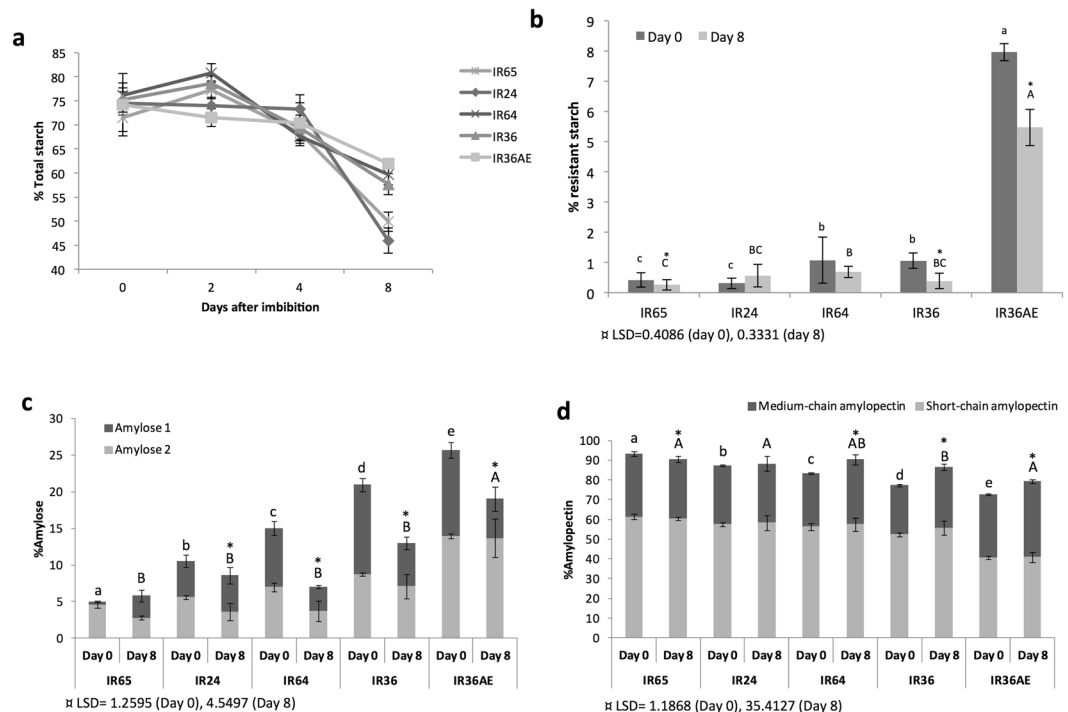 a
85
80
75
70
65
60
55
50
45
40
% Total starch
0 2 4 8
Days after imbibition
IR65
IR24
IR64
IR36
IR36AE
b
Day 0 Day 8
9
8
7
6
5
4
3
2
1
0
% resistant starch
c * C c BC b B b * BC a * A
IR65 IR24 IR64 IR36 IR36AE
¤ LSD=0.4086 (day 0), 0.3331 (day 8)
c
Amylose 1
Amylose 2
30
25
20
15
10
5
0
%Amylose
a B b * B c * B d * B e * A
Day 0 Day 8 Day 0 Day 8 Day 0 Day 8 Day 0 Day 8 Day 0 Day 8
IR65 IR24 IR64 IR36 IR36AE
¤ LSD= 1.2595 (Day 0), 4.5497 (Day 8)
d
Medium-chain amylopectin Short-chain amylopectin
100
90
80
70
60
50
40
30
20
10
0
%Amylopectin
a * A b A c * AB d * B e * A
Day 0 Day 8 Day 0 Day 8 Day 0 Day 8 Day 0 Day 8 Day 0 Day 8
IR65 IR24 IR64 IR36 IR36AE
¤ LSD= 1.1868 (Day 0), 35.4127 (Day 8)